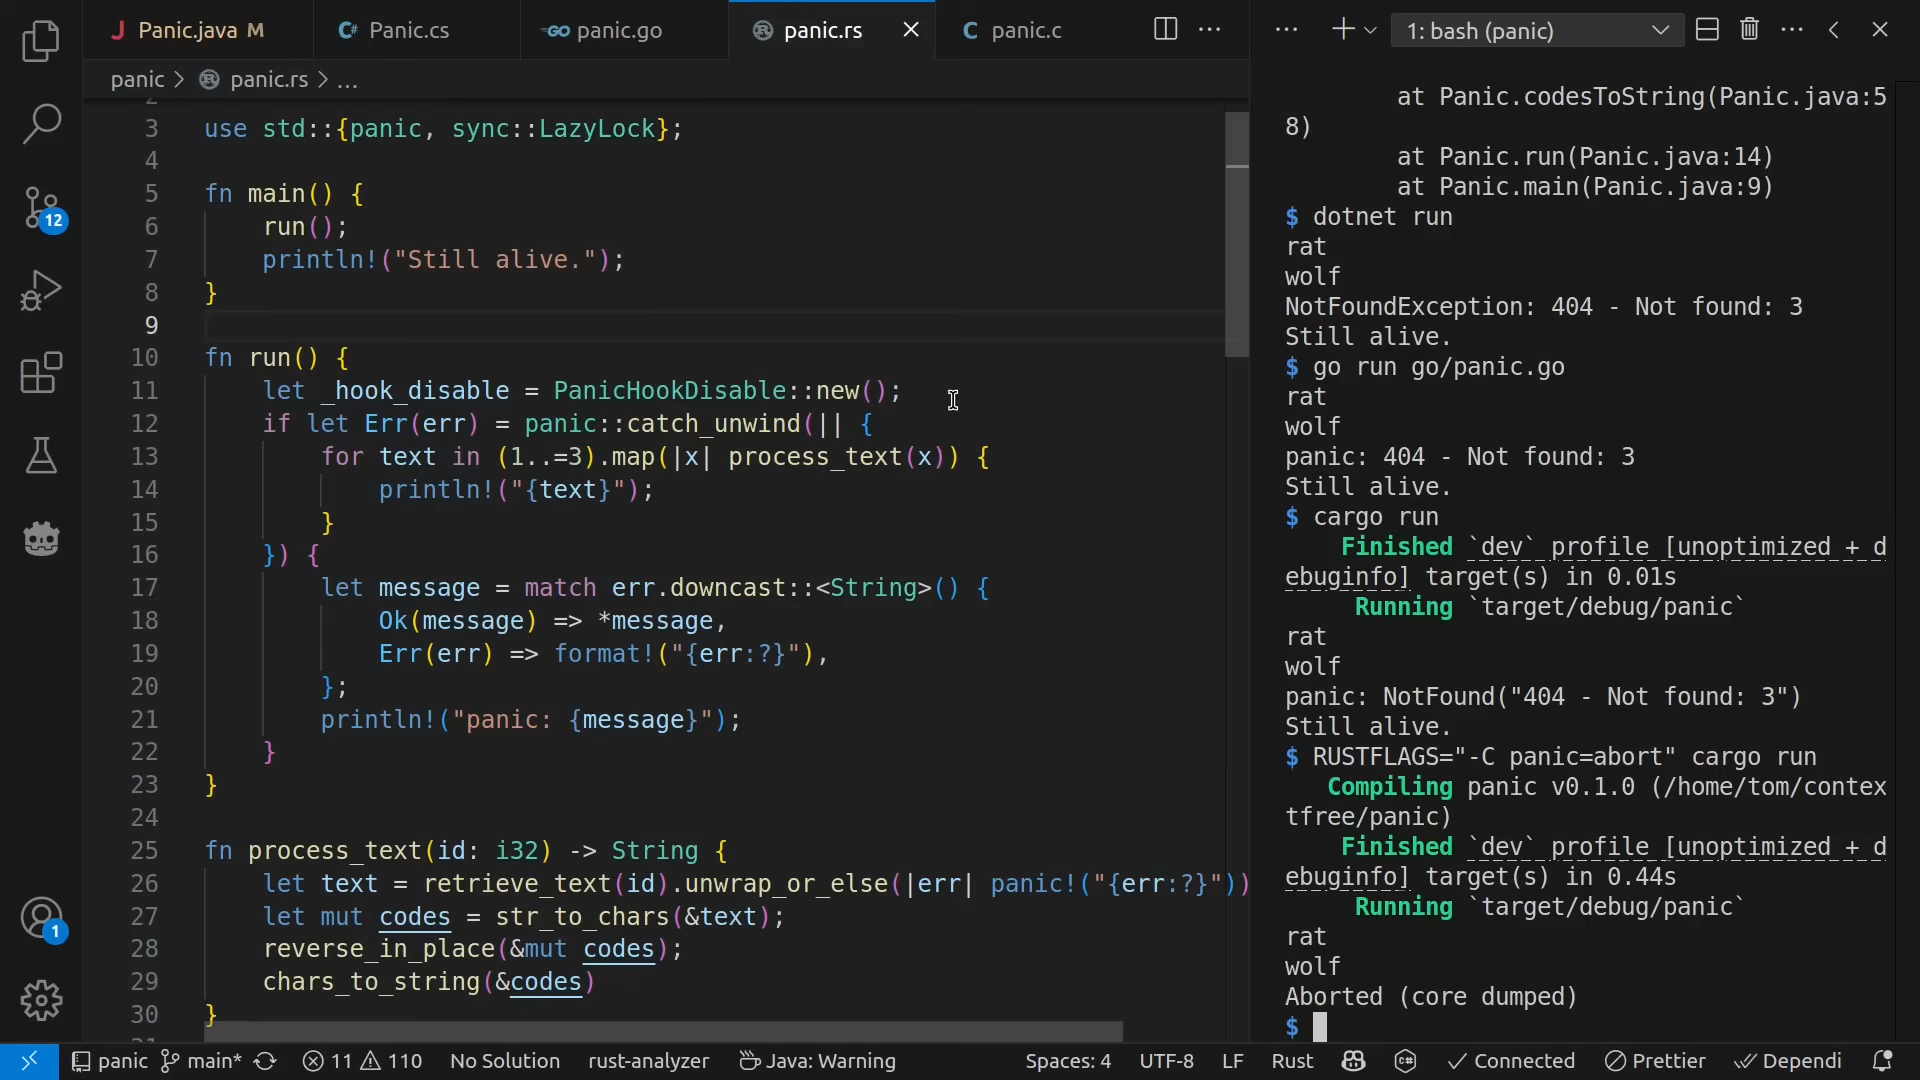 Panic.java M
Panic.cs
panic.go
panic.rs
panic.c
1: bash (panic)
panic > panic.rs > ...
3 use std::{panic, sync::LazyLock};
4
5 fn main() {
6 run();
7 println!("Still alive.");
8 }
9
10 fn run() {
11 let _hook_disable = PanicHookDisable::new();
12 if let Err(err) = panic::catch_unwind(|| {
13 for text in (1..=3).map(|x| process_text(x)) {
14 println!("{text}");
15 }
16 }) {
17 let message = match err.downcast::<String>() {
18 Ok(message) => *message,
19 Err(err) => format!("{err:?}"),
20 };
21 println!("panic: {message}");
22 }
23 }
24
25 fn process_text(id: i32) -> String {
26 let text = retrieve_text(id).unwrap_or_else(|err| panic!("{err:?}"))
27 let mut codes = str_to_chars(&text);
28 reverse_in_place(&mut codes);
29 chars_to_string(&codes)
30 }
at Panic.codesToString(Panic.java:5
8)
at Panic.run(Panic.java:14)
at Panic.main(Panic.java:9)
$ dotnet run
rat
wolf
NotFoundException: 404 - Not found: 3
Still alive.
$ go run go/panic.go
rat
wolf
panic: 404 - Not found: 3
Still alive.
$ cargo run
Finished `dev` profile [unoptimized + d
ebuginfo] target(s) in 0.01s
Running `target/debug/panic`
rat
wolf
panic: NotFound("404 - Not found: 3")
Still alive.
$ RUSTFLAGS="-C panic=abort" cargo run
Compiling panic v0.1.0 (/home/tom/contex
tfree/panic)
Finished `dev` profile [unoptimized + d
ebuginfo] target(s) in 0.44s
Running `target/debug/panic`
rat
wolf
Aborted (core dumped)
$
12
1
panic main* 11 110 No Solution rust-analyzer Java: Warning Spaces: 4 UTF-8 LF Rust Connected Prettier Dependi